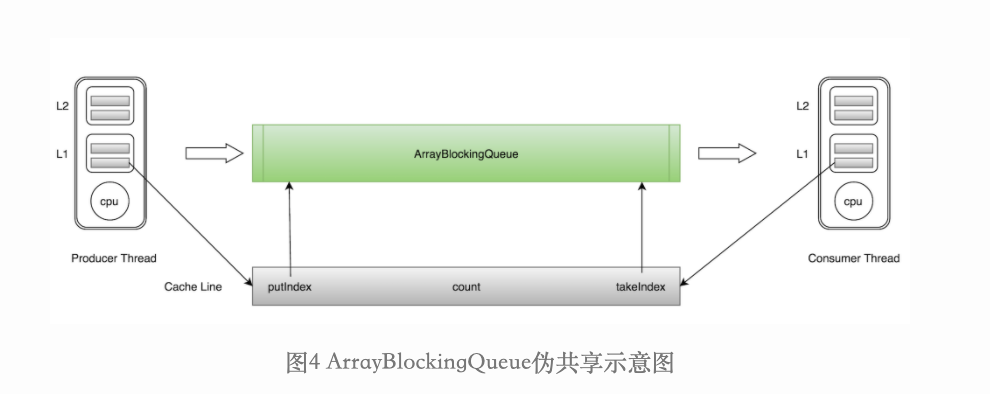 L2
L2
L1
ArrayBlockingQueue
L1
cpu
cpu
Producer Thread
Consumer Thread
Cache Line
putIndex
count
takeIndex
图4 ArrayBlockingQueue伪共享示意图